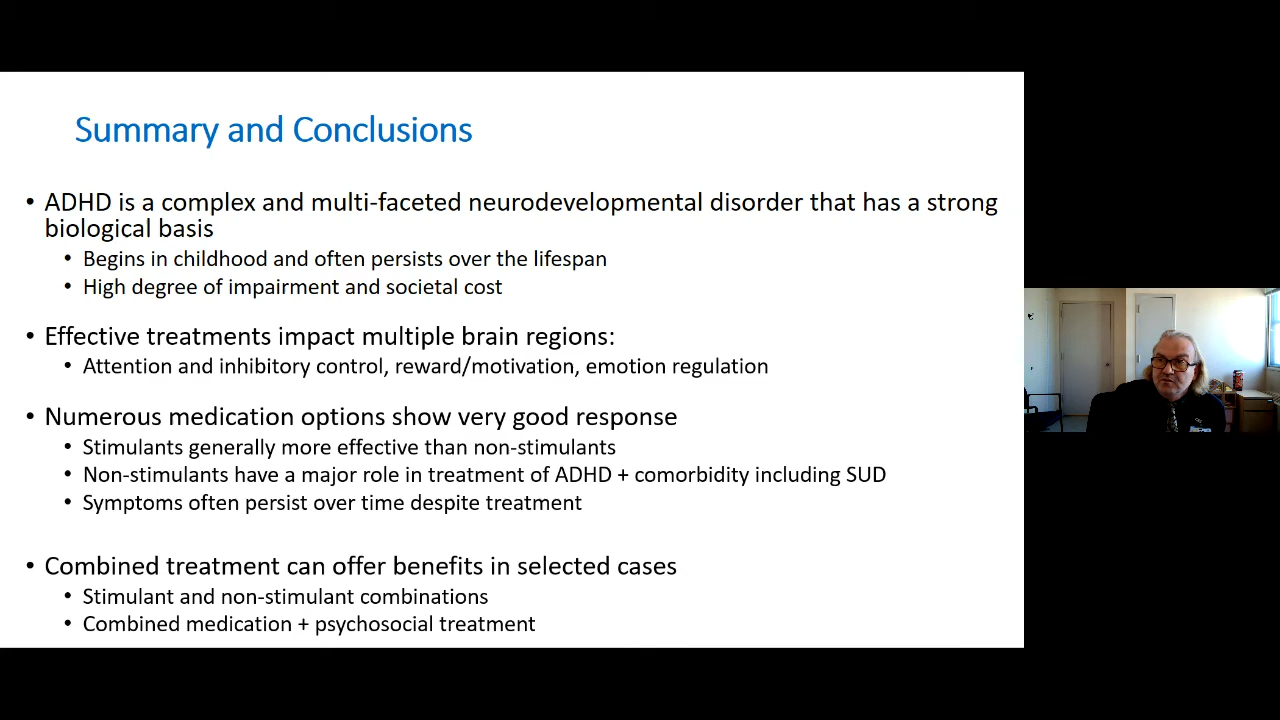 Summary and Conclusions
• ADHD is a complex and multi-faceted neurodevelopmental disorder that has a strong
biological basis
• Begins in childhood and often persists over the lifespan
• High degree of impairment and societal cost
• Effective treatments impact multiple brain regions:
• Attention and inhibitory control, reward/motivation, emotion regulation
• Numerous medication options show very good response
• Stimulants generally more effective than non-stimulants
• Non-stimulants have a major role in treatment of ADHD + comorbidity including SUD
• Symptoms often persist over time despite treatment
• Combined treatment can offer benefits in selected cases
• Stimulant and non-stimulant combinations
• Combined medication + psychosocial treatment